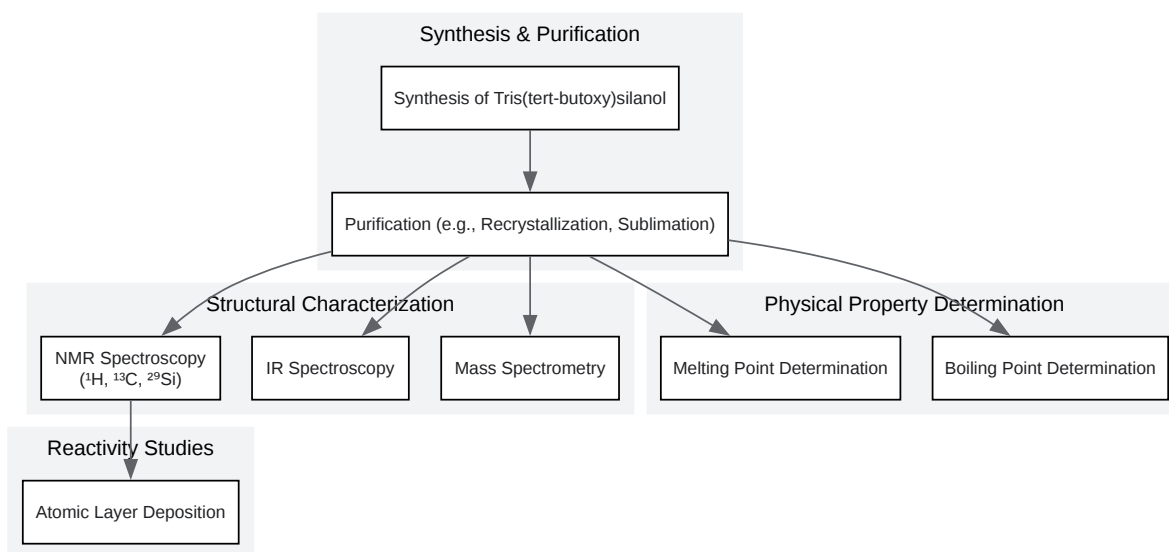 Synthesis & Purification
Synthesis of Tris(tert-butoxy)silanol
Purification (e.g., Recrystallization, Sublimation)
Structural Characterization
Physical Property Determination
NMR Spectroscopy
(¹H, ¹³C, ²⁹Si)
IR Spectroscopy
Mass Spectrometry
Melting Point Determination
Boiling Point Determination
Reactivity Studies
Atomic Layer Deposition